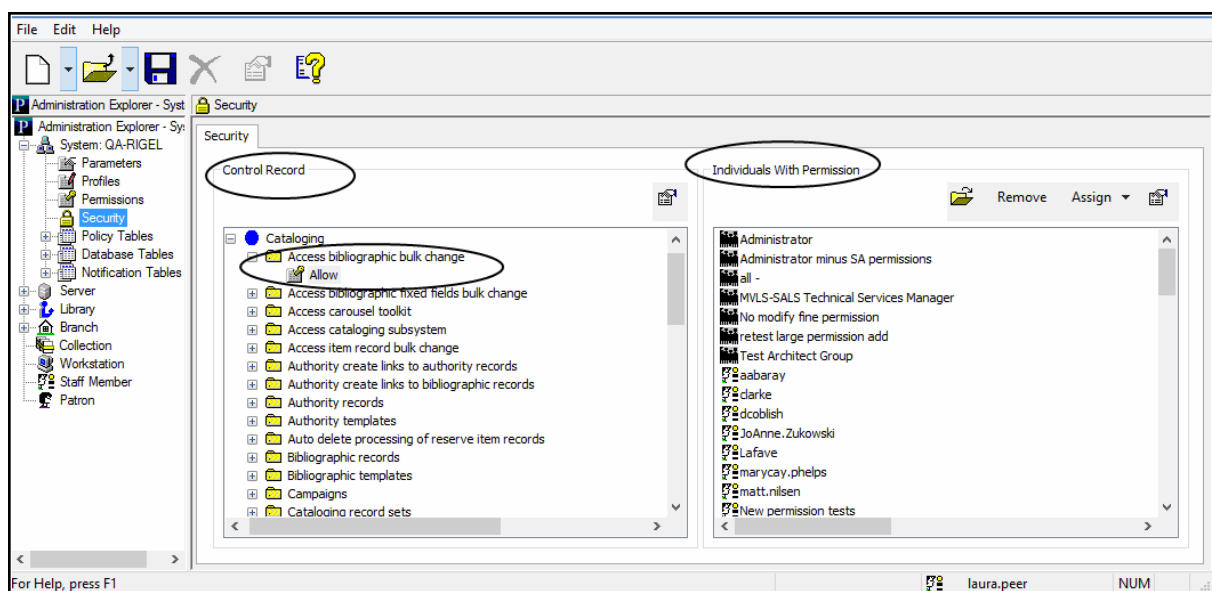 File Edit Help
Administration Explorer - Syst
Security
Administration Explorer - Sys
System: QA-RIGEL
Parameters
Profiles
Permissions
Security
Policy Tables
Database Tables
Notification Tables
Server
Library
Branch
Collection
Workstation
Staff Member
Patron
Security
Control Record
Cataloging
Access bibliographic bulk change
Allow
Access bibliographic fixed fields bulk change
Access carousel toolkit
Access cataloging subsystem
Access item record bulk change
Authority create links to authority records
Authority create links to bibliographic records
Authority records
Authority templates
Auto delete processing of reserve item records
Bibliographic records
Bibliographic templates
Campaigns
Cataloging record sets
Individuals With Permission
Remove Assign
Administrator
Administrator minus SA permissions
all -
MVLS-SALS Technical Services Manager
No modify fine permission
retest large permission add
Test Architect Group
aabaray
clarke
dcoblish
JoAnne.Zukowski
Lafave
marycay.phelps
matt.nilsen
New permission tests
For Help, press F1
laura.peer
NUM